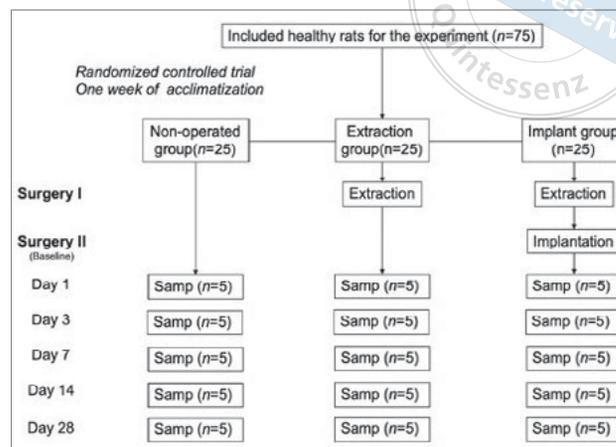 reserv
Quintessenz
Included healthy rats for the experiment (n=75)
Randomized controlled trial
One week of acclimatization
Non-operated group(n=25)
Extraction group(n=25)
Implant group (n=25)
Surgery I
Extraction
Extraction
Surgery II
(Baseline)
Implantation
Day 1
Samp (n=5)
Samp (n=5)
Samp (n=5)
Day 3
Samp (n=5)
Samp (n=5)
Samp (n=5)
Day 7
Samp (n=5)
Samp (n=5)
Samp (n=5)
Day 14
Samp (n=5)
Samp (n=5)
Samp (n=5)
Day 28
Samp (n=5)
Samp (n=5)
Samp (n=5)